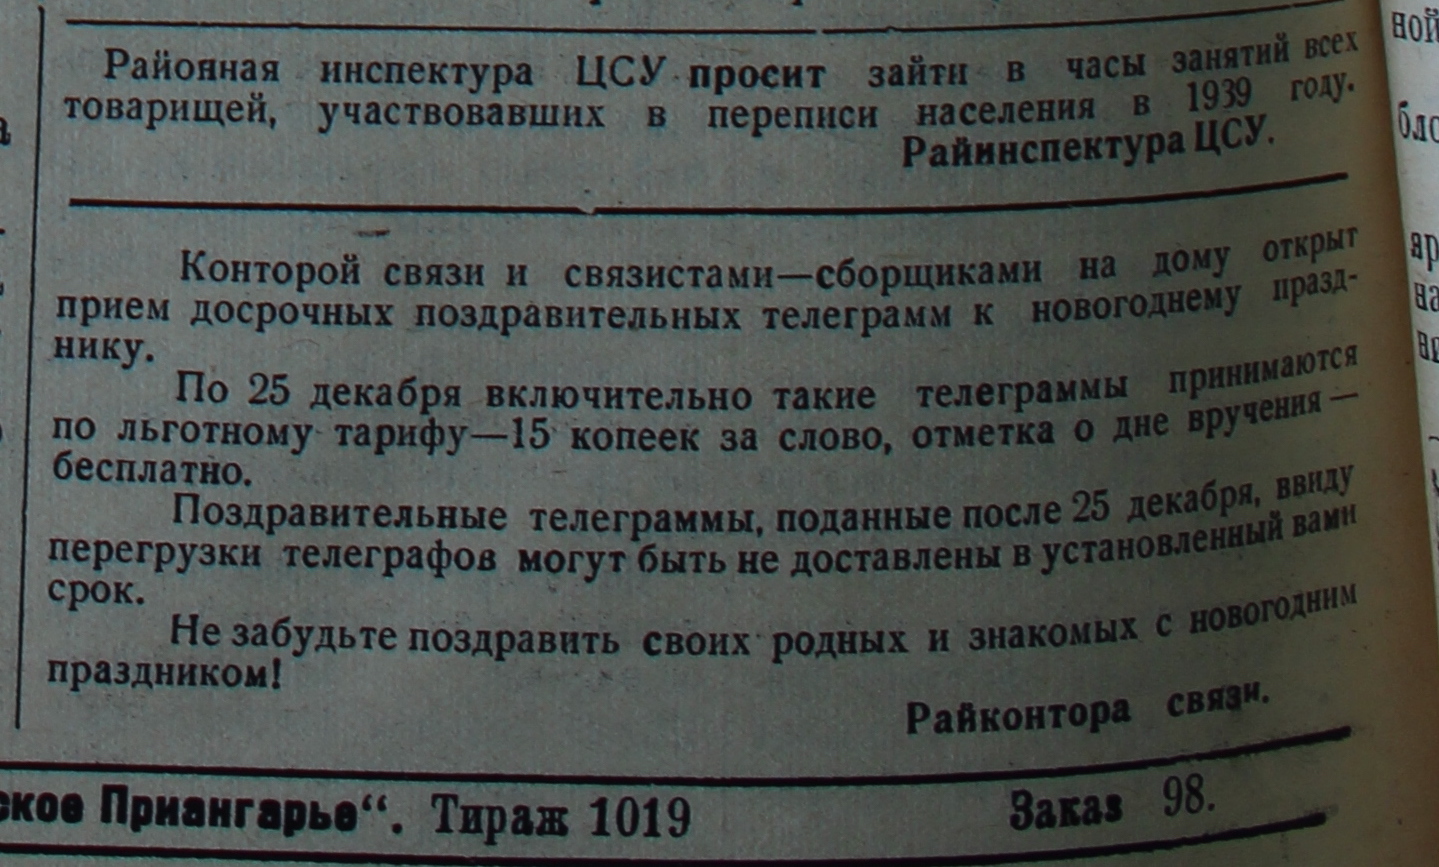 Районная инспектура ЦСУ просит зайти в часы занятий всех
товарищей, участвовавших в переписи населения в 1939 году.
Райинспектура ЦСУ.
Конторой связи и связистами—сборщиками на дому открыт
прием досрочных поздравительных телеграмм к новогоднему празд-
нику.
По 25 декабря включительно такие телеграммы принимаются
по льготному тарифу—15 копеек за слово, отметка о дне вручения—
бесплатно.
Поздравительные телеграммы, поданные после 25 декабря, ввиду
перегрузки телеграфов могут быть не доставлены в установленный вами
срок.
Не забудьте поздравить своих родных и знакомых с новогодним
праздником!
Райконтора связи.
ское Приангарье“. Тираж 1019 Заказ 98.